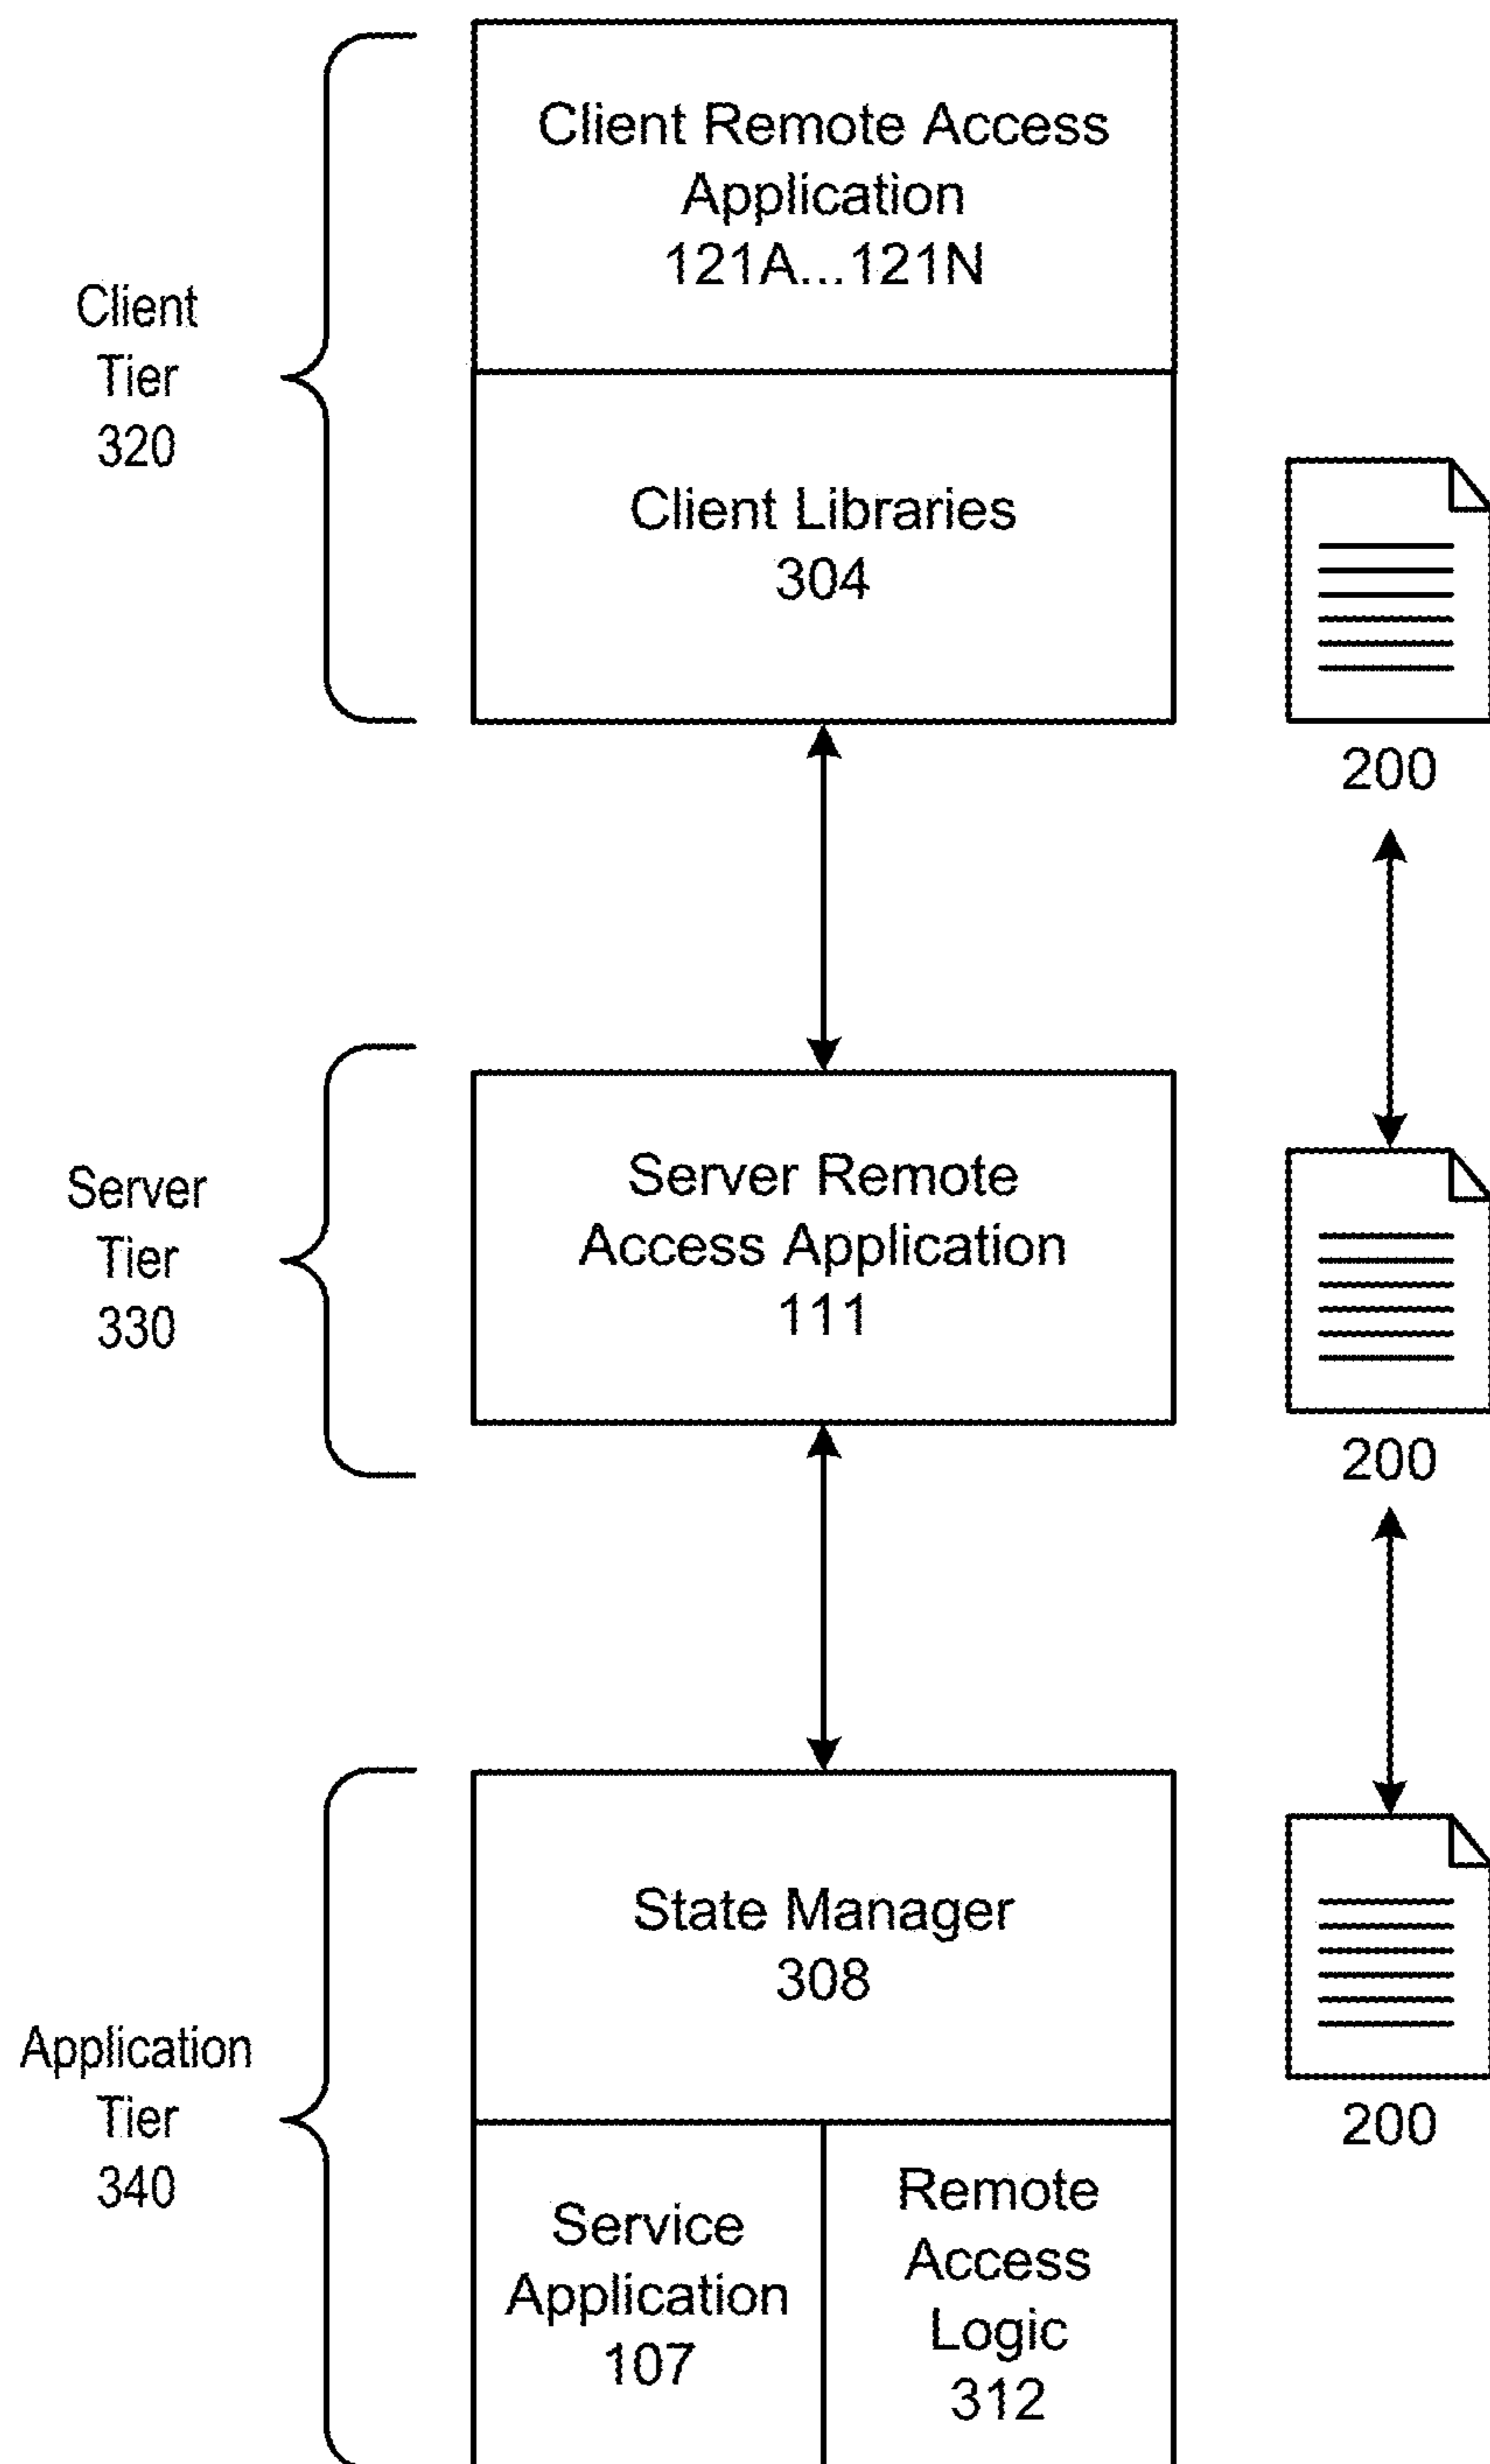 Client Remote Access
Application
121A...121N
Client
Tier
320
Client Libraries
304
200
Server
Tier
330
Server Remote
Access Application
111
200
State Manager
308
Application
Tier
340
200
Service
Application
107
Remote
Access
Logic
312